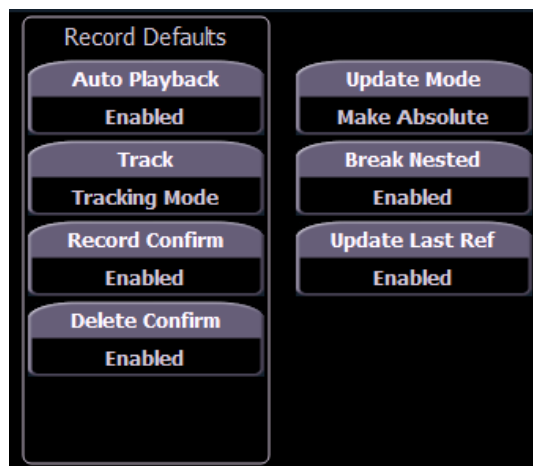 Record Defaults
Auto Playback
Enabled
Track
Tracking Mode
Record Confirm
Enabled
Delete Confirm
Enabled
Update Mode
Make Absolute
Break Nested
Enabled
Update Last Ref
Enabled